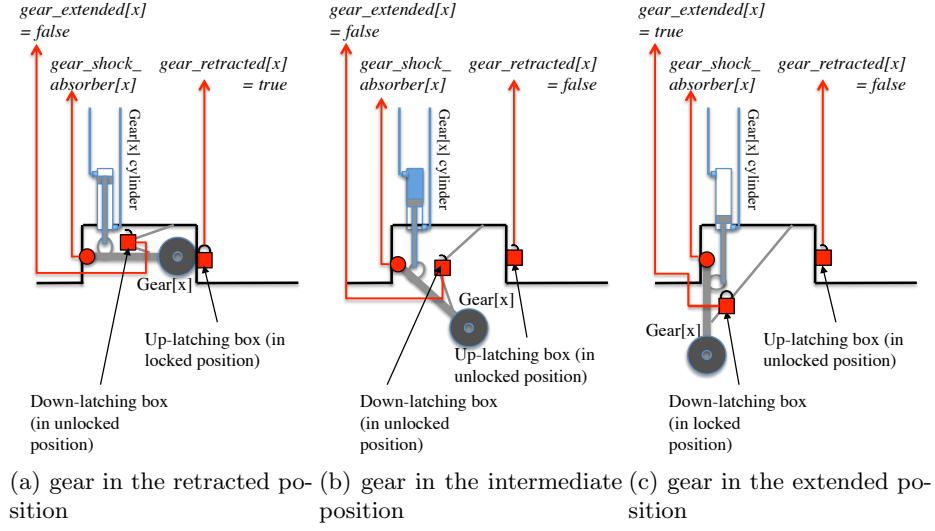 gear_extended[x]
= false
gear_shock_
absorber[x]
gear_retracted[x]
= true
Gear[x] cylinder
Gear[x]
Up-latching box (in
locked position)
Down-latching box
(in unlocked
position)
(a) gear in the retracted po-
sition
gear_extended[x]
= false
gear_shock_
absorber[x]
gear_retracted[x]
= false
Gear[x] cylinder
Gear[x]
Up-latching box (in
unlocked position)
Down-latching box
(in unlocked
position)
(b) gear in the intermediate
position
gear_extended[x]
= true
gear_shock_
absorber[x]
gear_retracted[x]
= false
Gear[x] cylinder
Gear[x]
Up-latching box (in
unlocked position)
Down-latching box
(in locked
position)
(c) gear in the extended po-
sition